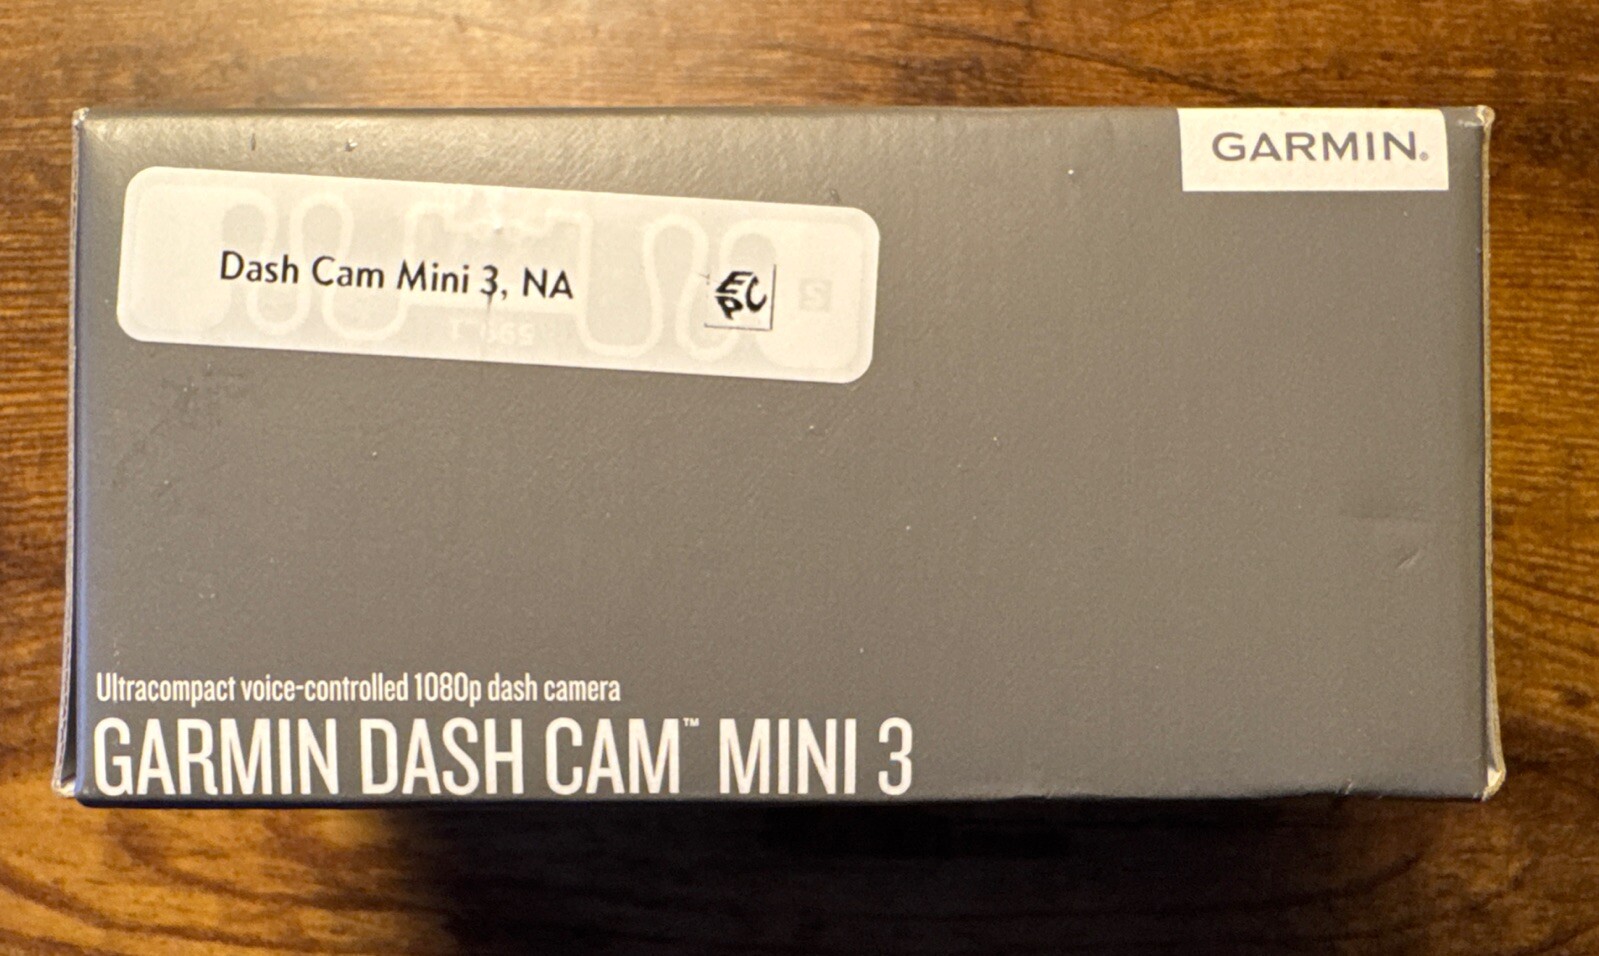 GARMIN®
Dash Cam Mini 3, NA
Ultracompact voice-controlled 1080p dash camera
GARMIN DASH CAM™ MINI 3